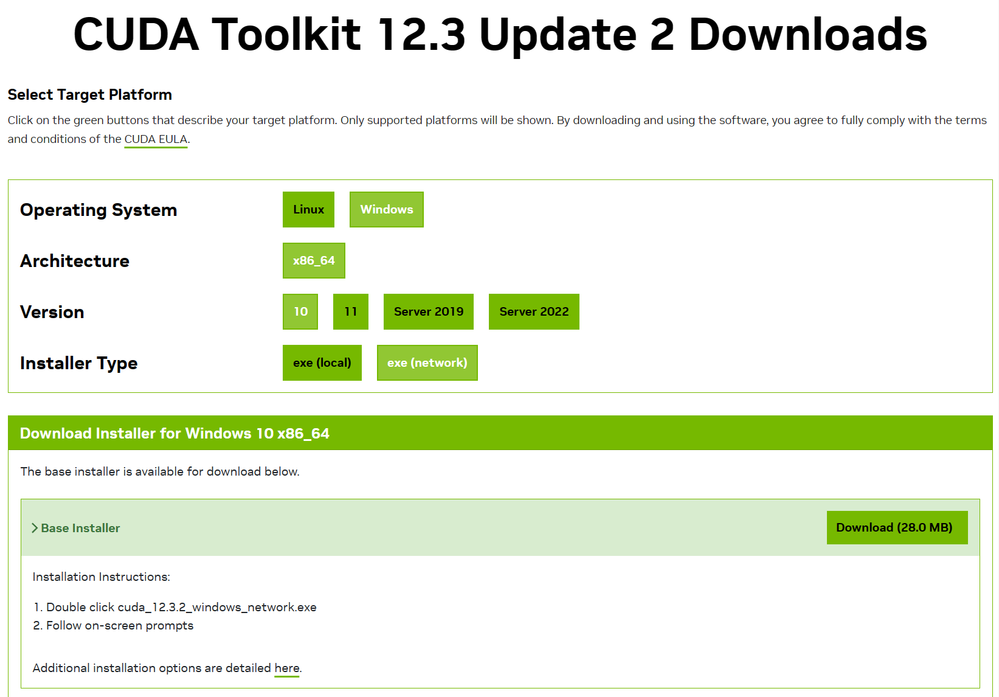 CUDA Toolkit 12.3 Update 2 Downloads
Select Target Platform
Click on the green buttons that describe your target platform. Only supported platforms will be shown. By downloading and using the software, you agree to fully comply with the terms
and conditions of the CUDA EULA.
Operating System
Linux
Windows
Architecture
x86_64
Version
10
11
Server 2019
Server 2022
Installer Type
exe (local)
exe (network)
Download Installer for Windows 10 x86_64
The base installer is available for download below.
Base Installer
Download (28.0 MB)
Installation Instructions:
1. Double click cuda_12.3.2_windows_network.exe
2. Follow on-screen prompts
Additional installation options are detailed here.